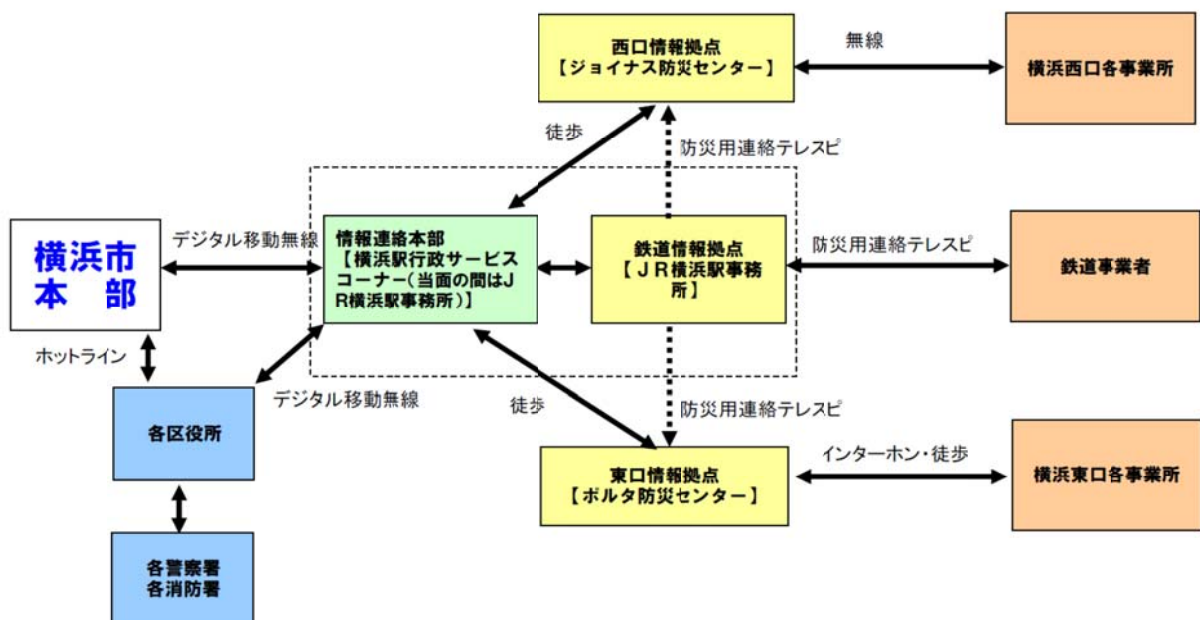 西口情報拠点
【ジョイナス防災センター】
無線
横浜西口各事業所
徒歩
防災用連絡テレスピ
横浜市
本 部
デジタル移動無線
情報連絡本部
【横浜駅行政サービス
コーナー(当面の間はJ
R横浜駅事務所)】
鉄道情報拠点
【JR横浜駅事務
所】
防災用連絡テレスピ
鉄道事業者
ホットライン
デジタル移動無線
徒歩
防災用連絡テレスピ
各区役所
東口情報拠点
【ポルタ防災センター】
インターホン・徒歩
横浜東口各事業所
各警察署
各消防署